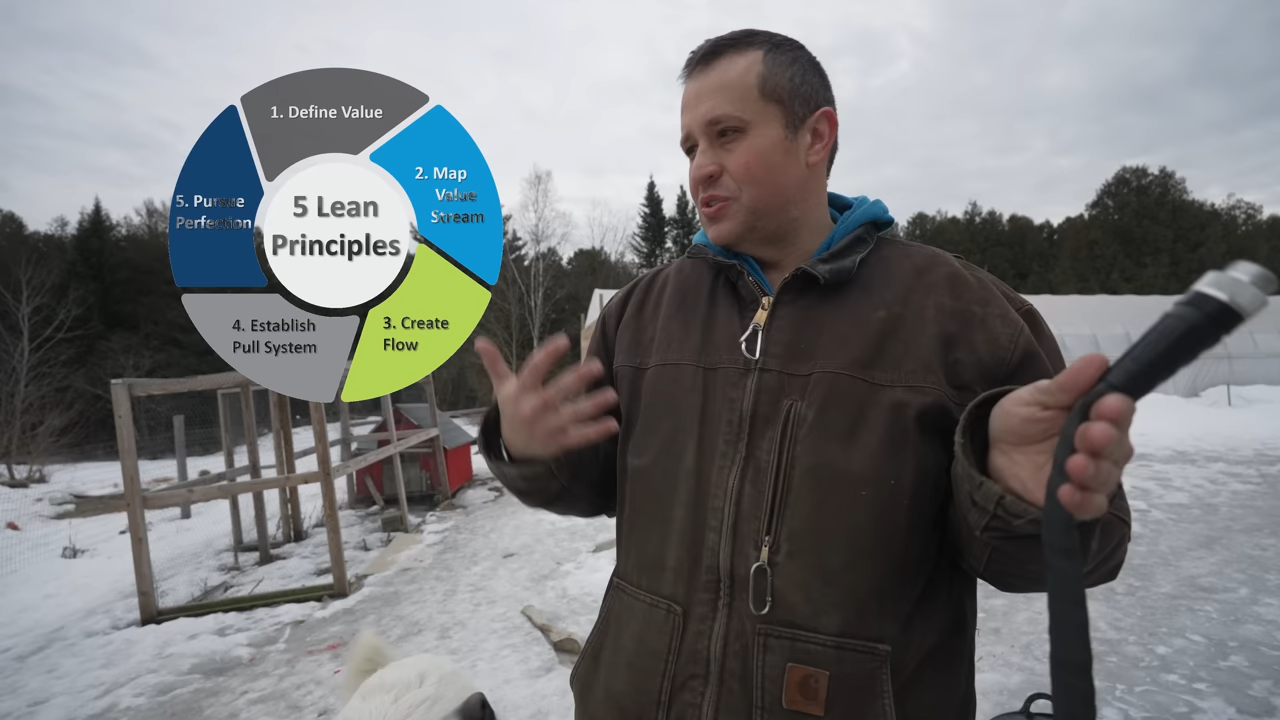 1. Define Value
2. Map
Value
Stream
5. Pursue
Perfection
5 Lean
Principles
3. Create
Flow
4. Establish
Pull System